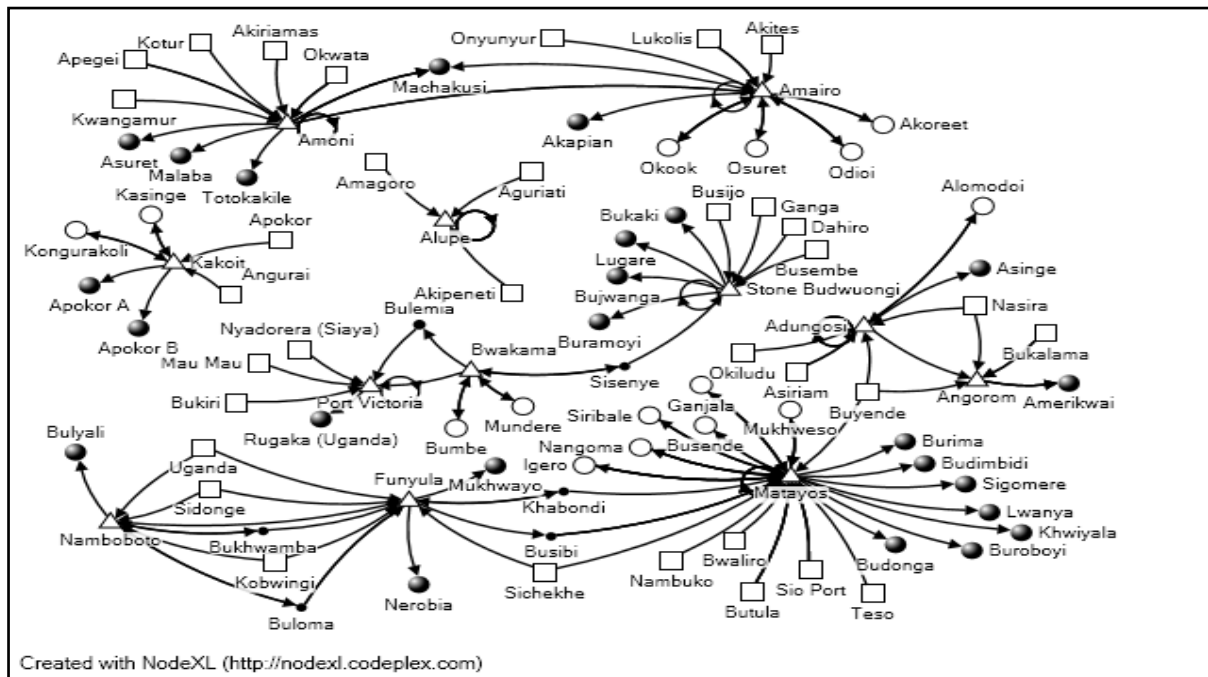 Akiriamas
Kotur
Okwata
Apegei
Onyunyur
Lukolis
Akites
Machakusi
Amairo
Kwangamur
Amoni
Akapian
Akoreet
Asuret
Malaba
Totokakile
Okook
Osuret
Odioi
Kasinge
Amagoro
Aguriati
Busijo
Ganga
Alomodoi
Apokor
Bukaki
Dahiro
Kongurakoli
Kakoit
Alupe
Lugare
Busembe
Asinge
Angurai
Stone Budwuongi
Nasira
Apokor A
Akipeneti
Bujwanga
Bulemia
Adungosi
Apokor B
Nyadorera (Siaya)
Buramoyi
Bukalama
Bwakama
Mau Mau
Sisenye
Okiludu
Asiriam
Port Victoria
Angorom
Bukiri
Ganjala
Buyende
Amerikwai
Siribale
Mukhweso
Mundere
Rugaka (Uganda)
Bumbe
Nangoma
Busende
Bulyali
Burima
Uganda
Igero
Budimbidi
Funyula
Mukhwayo
Matayos
Sigomere
Sidonge
Khabondi
Lwanya
Namboboto
Khwiyala
Bukhwamba
Busibi
Buroboyi
Bwaliro
Budonga
Kobwingi
Nambuko
Sio Port
Sichekhe
Nerobia
Butula
Teso
Buloma
Created with NodeXL (http://nodexl.codeplex.com)